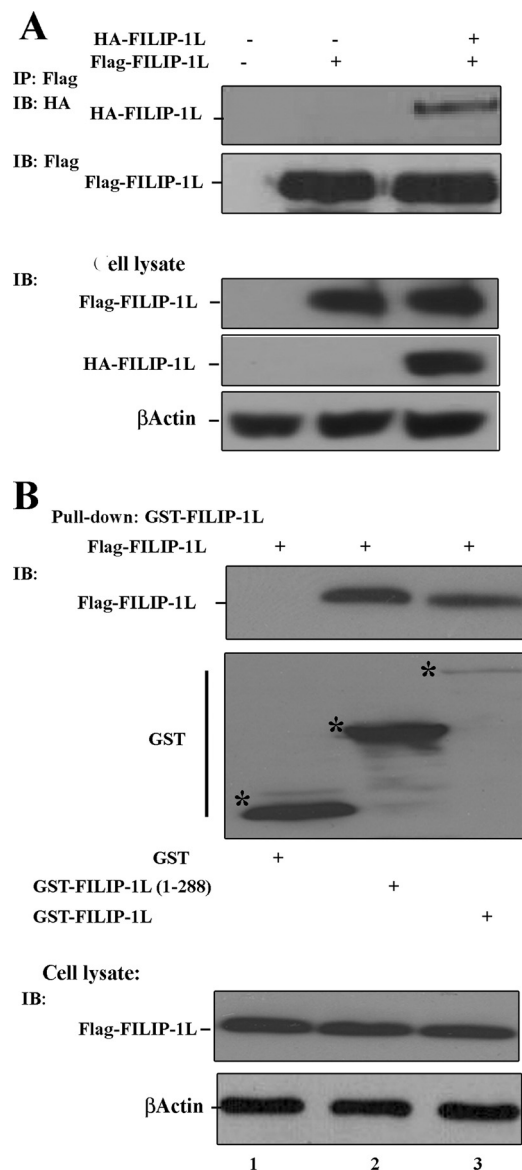 A
HA-FILIP-1L - - +
Flag-FILIP-1L - + +
IP: Flag
IB: HA
HA-FILIP-1L
IB: Flag
Flag-FILIP-1L
Cell lysate
IB:
Flag-FILIP-1L
HA-FILIP-1L
βActin
B
Pull-down: GST-FILIP-1L
Flag-FILIP-1L + + +
IB:
Flag-FILIP-1L
*
*
GST
*
GST +
GST-FILIP-1L (1-288) +
GST-FILIP-1L +
Cell lysate:
IB:
Flag-FILIP-1L
βActin
1 2 3